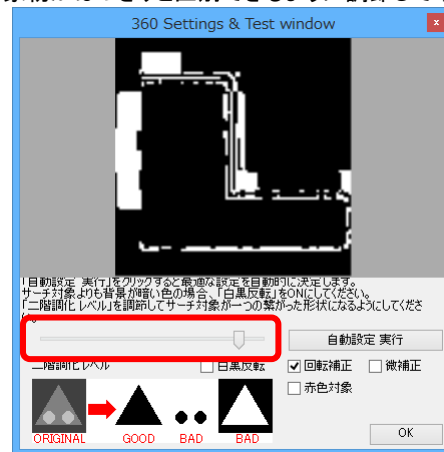 360 Settings & Test window
x
「自動設定 実行」をクリックすると最適な設定を自動的に決定します。
サーチ対象よりも背景が暗い色の場合、「白黒反転」をONにしてください。
「二階調化レベル」を調節してサーチ対象が一つの繋がった形状になるようにしてくださ
い。
自動設定 実行
二階調化レベル
白黒反転
回転補正
微補正
赤色対象
ORIGINAL
GOOD
BAD
BAD
OK